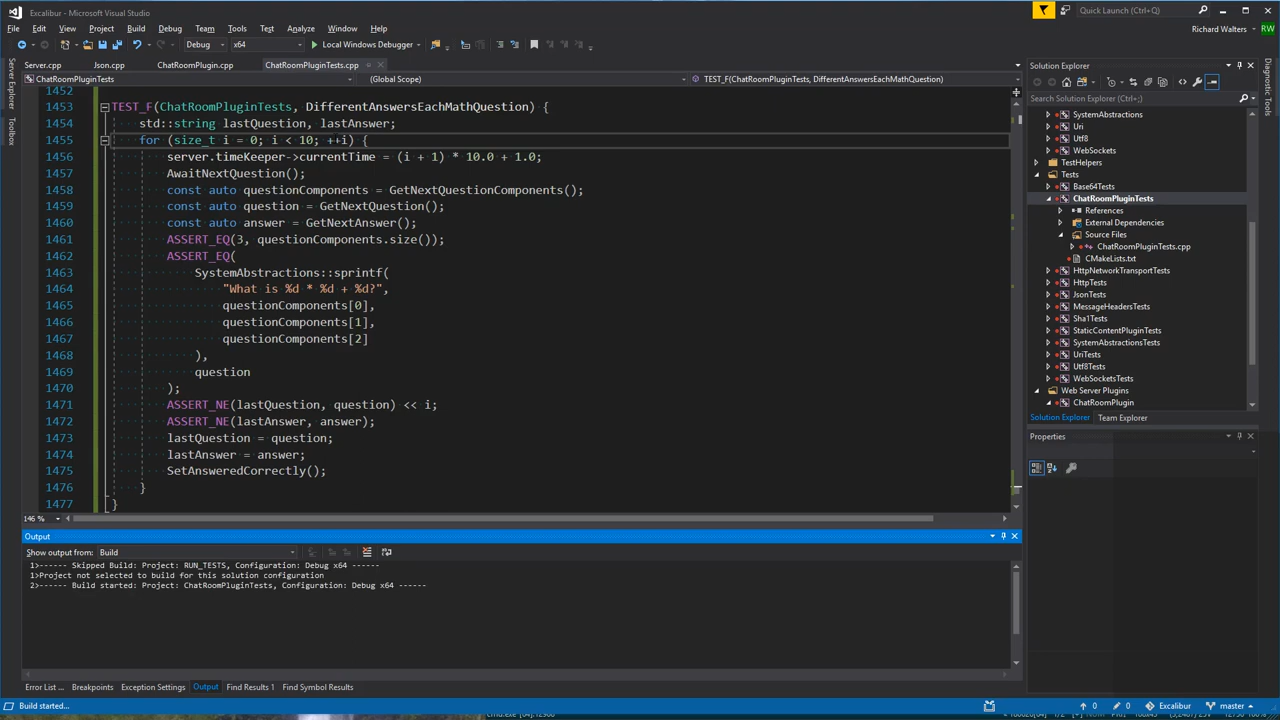 Excalibur - Microsoft Visual Studio
Quick Launch (Ctrl+Q)
File Edit View Project Build Debug Team Tools Test Analyze Window Help
Richard Walters RW
Debug x64 Local Windows Debugger
Server Explorer
Toolbox
Diagnostic Tools
Server.cpp Json.cpp ChatRoomPlugin.cpp ChatRoomPluginTests.cpp
ChatRoomPluginTests (Global Scope) TEST_F(ChatRoomPluginTests, DifferentAnswersEachMathQuestion)
1452
1453 TEST_F(ChatRoomPluginTests, DifferentAnswersEachMathQuestion) {
1454 std::string lastQuestion, lastAnswer;
1455 for (size_t i = 0; i < 10; ++i) {
1456 server.timeKeeper->currentTime = (i + 1) * 10.0 + 1.0;
1457 AwaitNextQuestion();
1458 const auto questionComponents = GetNextQuestionComponents();
1459 const auto question = GetNextQuestion();
1460 const auto answer = GetNextAnswer();
1461 ASSERT_EQ(3, questionComponents.size());
1462 ASSERT_EQ(
1463 SystemAbstractions::sprintf(
1464 "What is %d * %d + %d?",
1465 questionComponents[0],
1466 questionComponents[1],
1467 questionComponents[2]
1468 ),
1469 question
1470 );
1471 ASSERT_NE(lastQuestion, question) << i;
1472 ASSERT_NE(lastAnswer, answer);
1473 lastQuestion = question;
1474 lastAnswer = answer;
1475 SetAnsweredCorrectly();
1476 }
1477 }
146 %
Solution Explorer
Search Solution Explorer (Ctrl+;)
SystemAbstractions
Uri
Utf8
WebSockets
TestHelpers
Tests
Base64Tests
ChatRoomPluginTests
References
External Dependencies
Source Files
ChatRoomPluginTests.cpp
CMakeLists.txt
HttpNetworkTransportTests
HttpTests
JsonTests
MessageHeadersTests
Sha1Tests
StaticContentPluginTests
SystemAbstractionsTests
UriTests
Utf8Tests
WebSocketsTests
Web Server Plugins
ChatRoomPlugin
Solution Explorer Team Explorer
Properties
Output
Show output from: Build
1>------ Skipped Build: Project: RUN_TESTS, Configuration: Debug x64 ------
1>Project not selected to build for this solution configuration
2>------ Build started: Project: ChatRoomPluginTests, Configuration: Debug x64 ------
Error List ... Breakpoints Exception Settings Output Find Results 1 Find Symbol Results
Build started... 0 0 Excalibur master